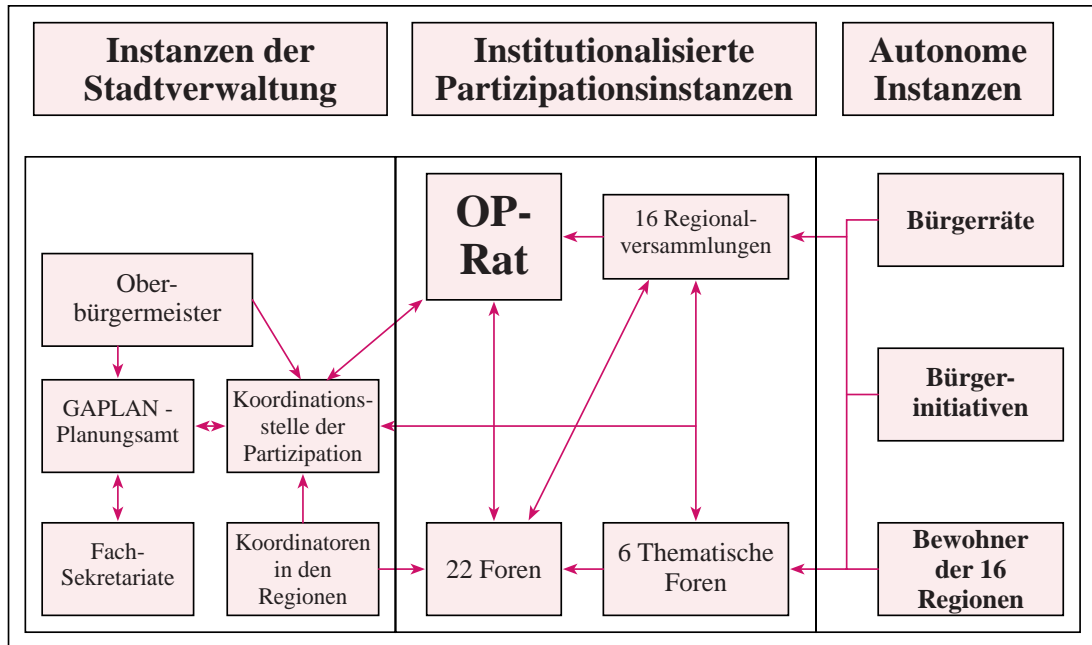 Instanzen der
Stadtverwaltung
Institutionalisierte
Partizipationsinstanzen
Autonome
Instanzen
Ober-
bürgermeister
GAPLAN -
Planungsamt
Koordinations-
stelle der
Partizipation
Fach-
Sekretariate
Koordinatoren
in den
Regionen
OP-
Rat
16 Regional-
versammlungen
22 Foren
6 Thematische
Foren
Bürgerräte
Bürger-
initiativen
Bewohner
der 16
Regionen